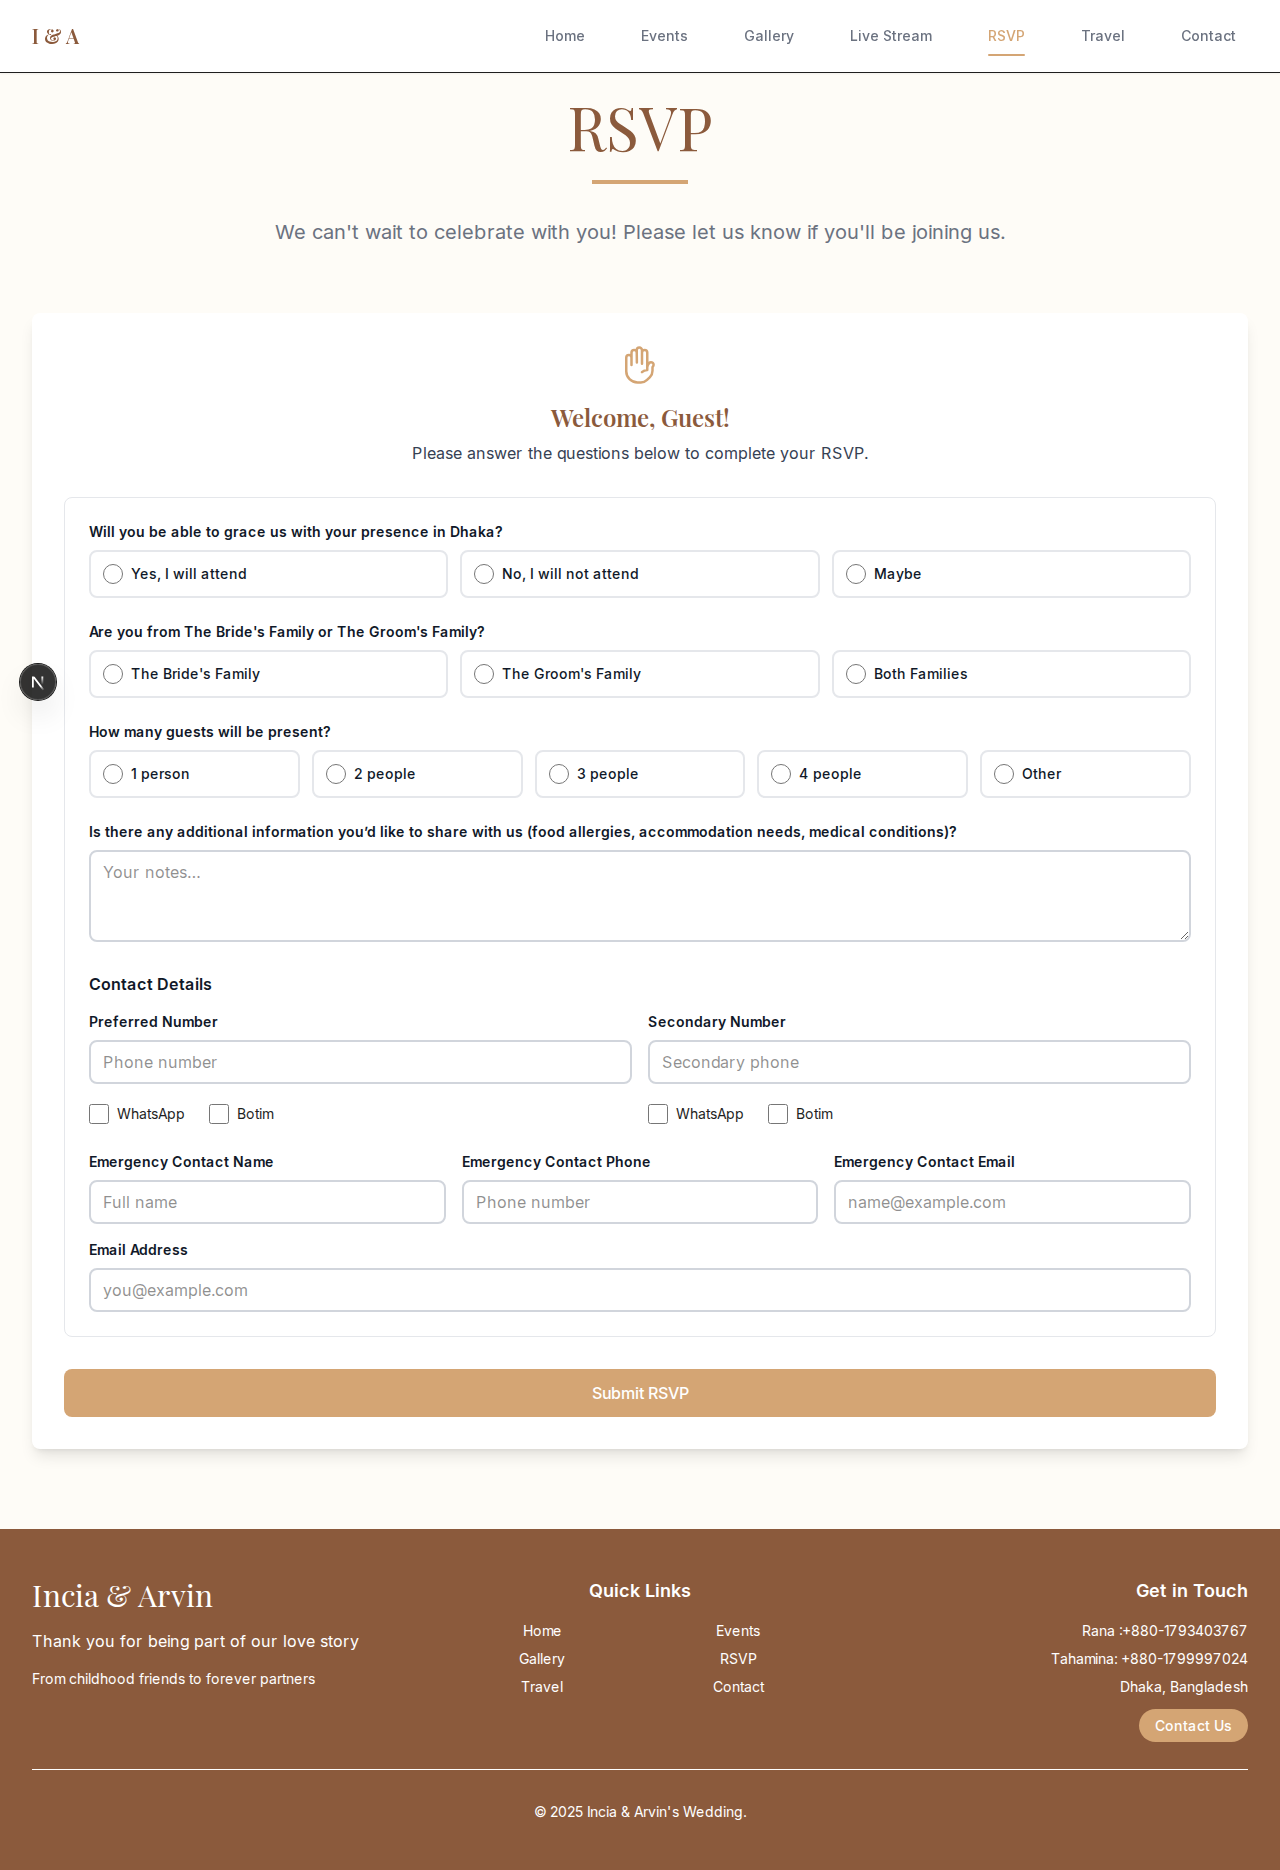 I & A
Home Events Gallery Live Stream RSVP Travel Contact
RSVP
We can't wait to celebrate with you! Please let us know if you'll be joining us.
Welcome, Guest!
Please answer the questions below to complete your RSVP.
Will you be able to grace us with your presence in Dhaka?
Yes, I will attend No, I will not attend Maybe
Are you from The Bride's Family or The Groom's Family?
The Bride's Family The Groom's Family Both Families
N
How many guests will be present?
1 person 2 people 3 people 4 people Other
Is there any additional information you’d like to share with us (food allergies, accommodation needs, medical conditions)?
Your notes...
Contact Details
Preferred Number Secondary Number
Phone number Secondary phone
WhatsApp Botim WhatsApp Botim
Emergency Contact Name Emergency Contact Phone Emergency Contact Email
Full name Phone number name@example.com
Email Address
you@example.com
Submit RSVP
Incia & Arvin
Thank you for being part of our love story
From childhood friends to forever partners
Quick Links
Home Events
Gallery RSVP
Travel Contact
Get in Touch
Rana :+880-1793403767
Tahamina: +880-1799997024
Dhaka, Bangladesh
Contact Us
© 2025 Incia & Arvin's Wedding.